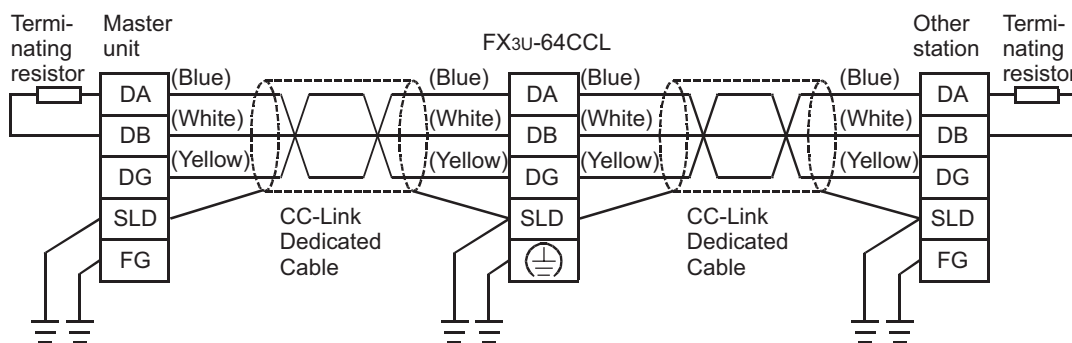 Termi-
nating
resistor
Master
unit
FX3U-64CCL
Other
station
Termi-
nating
resistor
DA
DB
DG
SLD
FG
(Blue)
(White)
(Yellow)
(Blue)
(White)
(Yellow)
CC-Link
Dedicated
Cable
DA
DB
DG
SLD
(Blue)
(White)
(Yellow)
(Blue)
(White)
(Yellow)
CC-Link
Dedicated
Cable
DA
DB
DG
SLD
FG